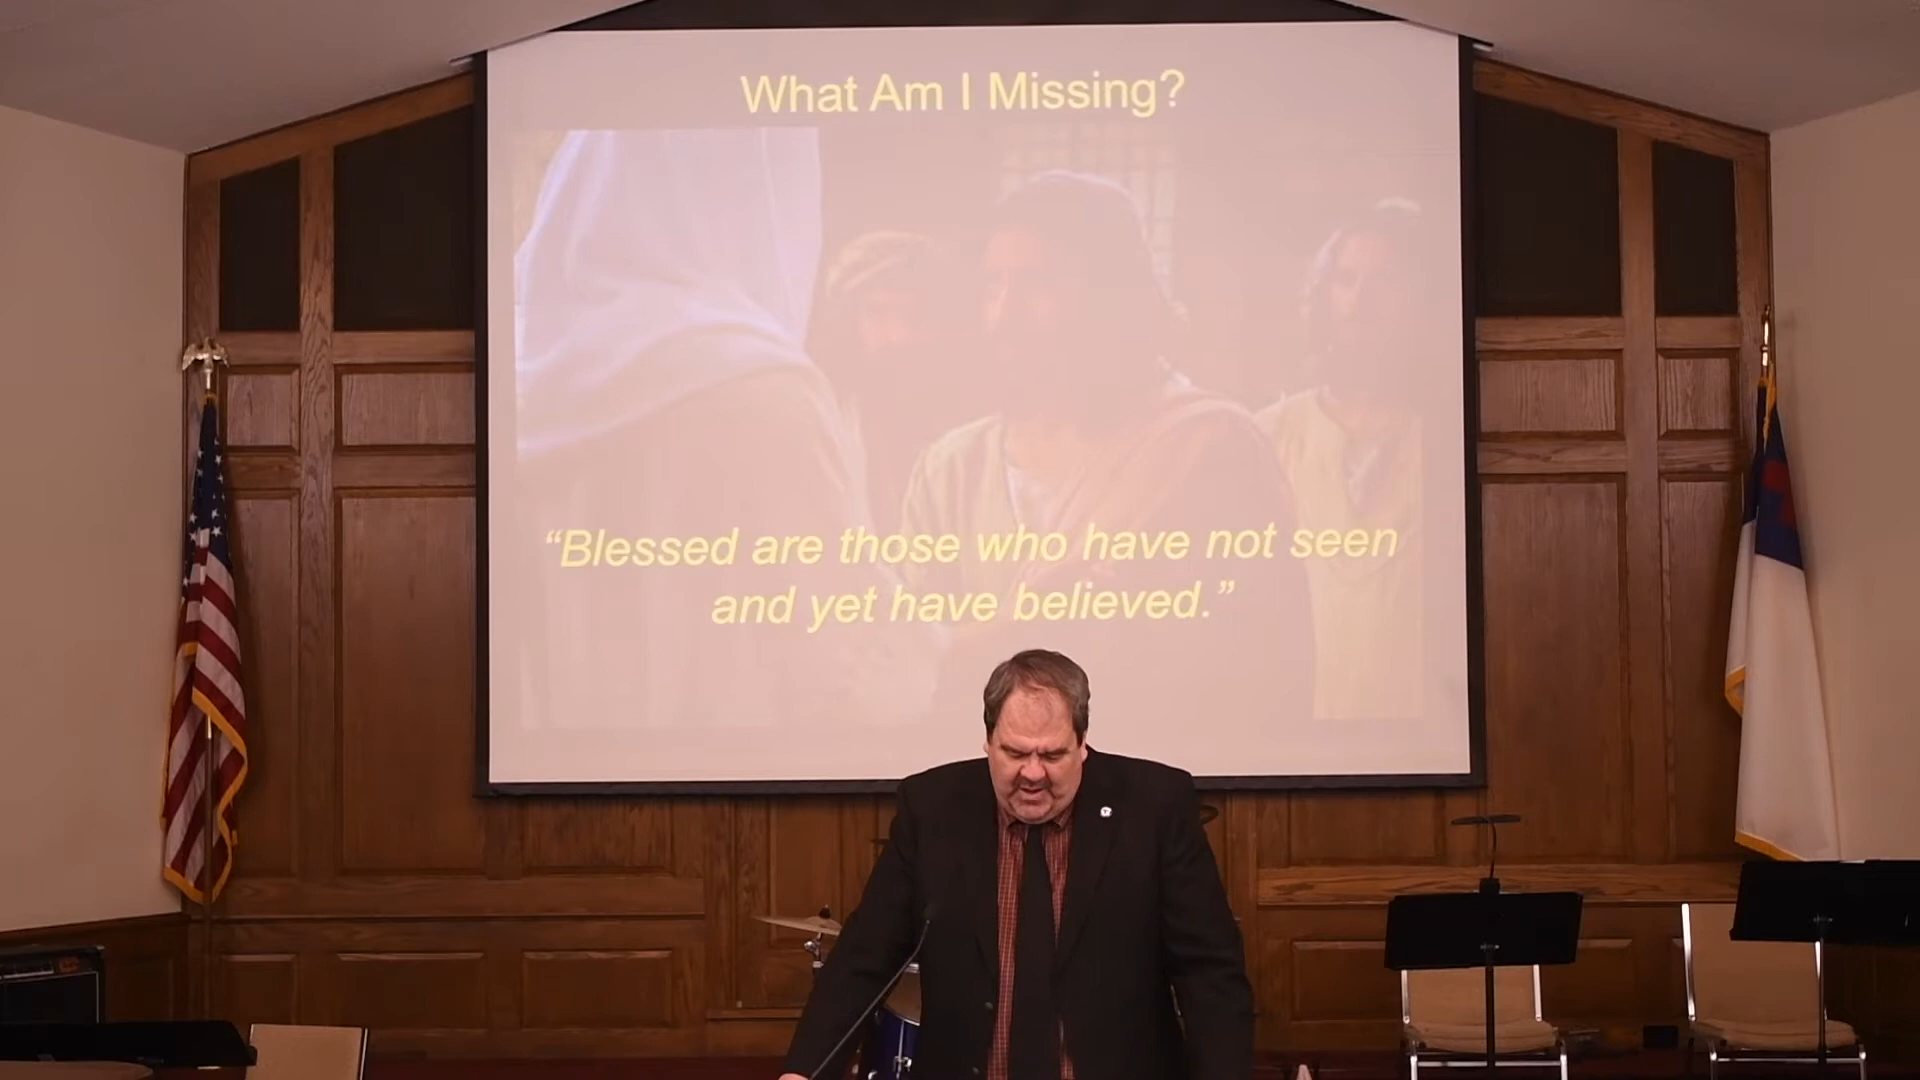 What Am I Missing?
“Blessed are those who have not seen
and yet have believed.”